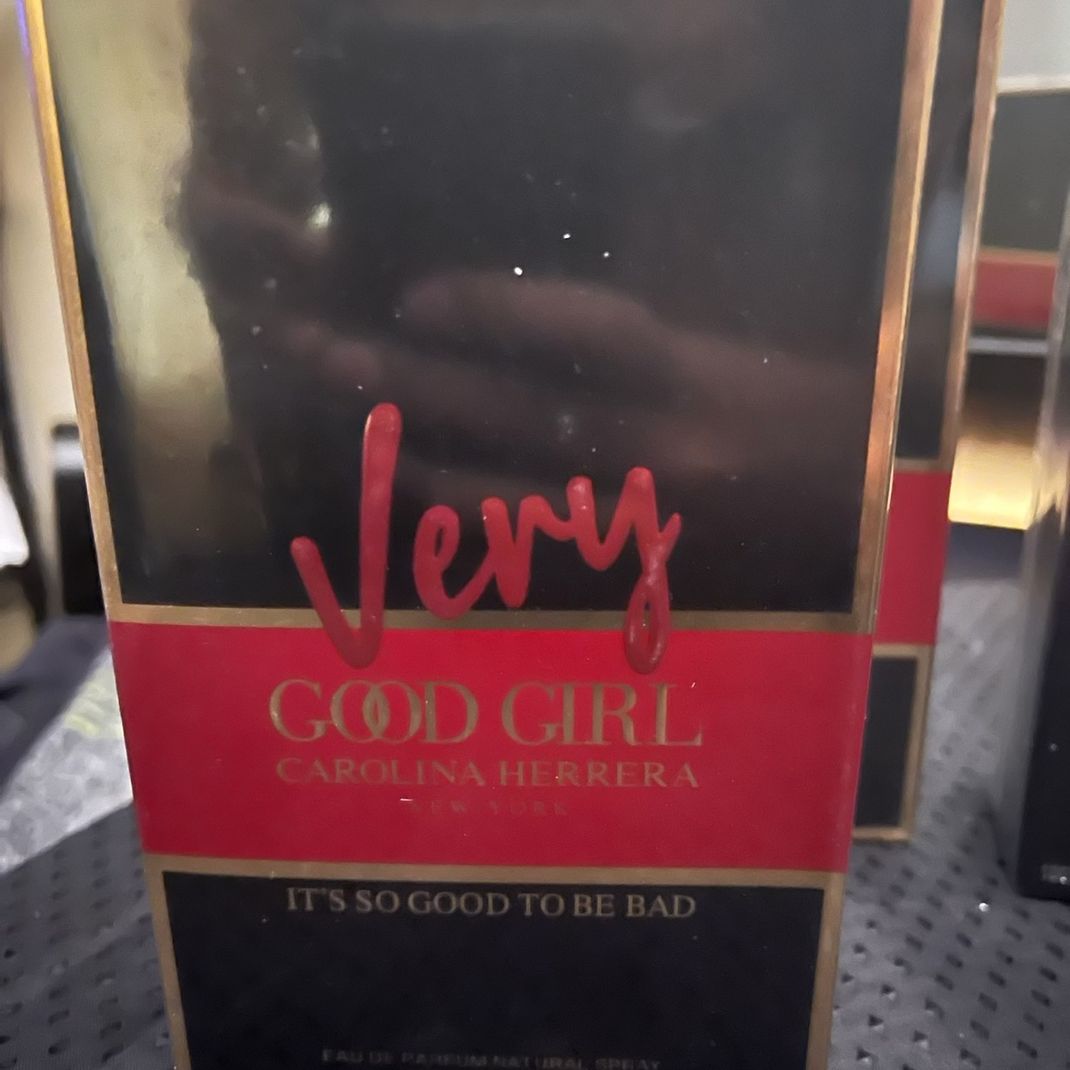 Very
GOOD GIRL
CAROLINA HERRERA
NEW YORK
IT'S SO GOOD TO BE BAD
EAU DE PARFUM NATURAL SPRAY